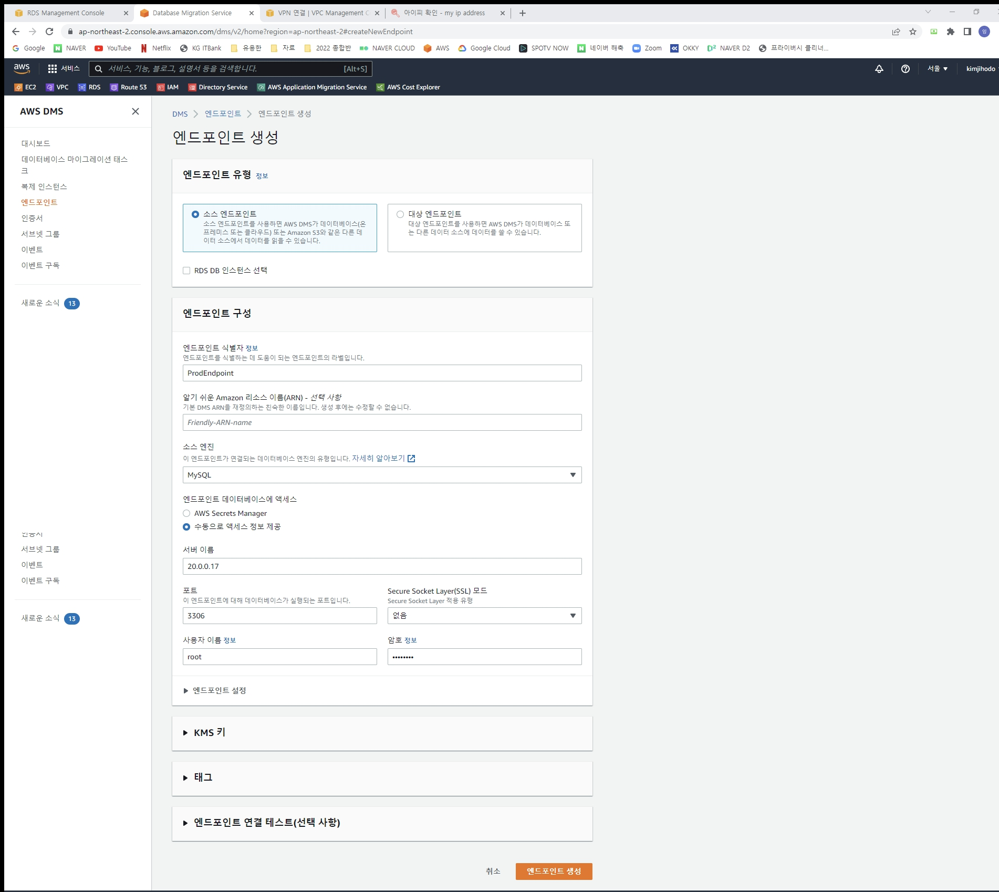 RDS Management Console
Database Migration Service
VPN 연결 | VPC Management C
아이피 확인 - my ip address
ap-northeast-2.console.aws.amazon.com/dms/v2/home?region=ap-northeast-2#createNewEndpoint
잉
Google
NAVER
YouTube
Netflix
KG ITBank
유용한
자료
2022 종합반
NAVER CLOUD
AWS
Google Cloud
SPOTV NOW
네이버 해축
Zoom
OKKY
NAVER D2
프라이버시 클리너...
aws
서비스
서비스, 기능, 블로그, 설명서 등을 검색합니다.
[Alt+S]
서울
kimjihodo
EC2
VPC
RDS
Route 53
IAM
Directory Service
AWS Application Migration Service
AWS Cost Explorer
AWS DMS
대시보드
데이터베이스 마이그레이션 태스
크
복제 인스턴스
엔드포인트
인증서
서브넷 그룹
이벤트
이벤트 구독
새로운 소식 13
인증서
서브넷 그룹
이벤트
이벤트 구독
새로운 소식 13
DMS
엔드포인트
엔드포인트 생성
엔드포인트 생성
엔드포인트 유형 정보
소스 엔드포인트
소스 엔드포인트를 사용하면 AWS DMS가 데이터베이스(온
프레미스 또는 클라우드) 또는 Amazon S3와 같은 다른 데
이터 소스에서 데이터를 읽을 수 있습니다.
대상 엔드포인트
대상 엔드포인트를 사용하면 AWS DMS가 데이터베이스 또
는 다른 데이터 소스에 데이터를 쓸 수 있습니다.
RDS DB 인스턴스 선택
엔드포인트 구성
엔드포인트 식별자 정보
엔드포인트를 식별하는 데 도움이 되는 엔드포인트의 라벨입니다.
ProdEndpoint
알기 쉬운 Amazon 리소스 이름(ARN) - 선택 사항
기본 DMS ARN을 재정의하는 친숙한 이름입니다. 생성 후에는 수정할 수 없습니다.
Friendly-ARN-name
소스 엔진
이 엔드포인트가 연결되는 데이터베이스 엔진의 유형입니다. 자세히 알아보기
MySQL
엔드포인트 데이터베이스에 액세스
AWS Secrets Manager
수동으로 액세스 정보 제공
서버 이름
20.0.0.17
포트
이 엔드포인트에 대해 데이터베이스가 실행되는 포트입니다.
3306
Secure Socket Layer(SSL) 모드
Secure Socket Layer 적용 유형
없음
사용자 이름 정보
root
암호 정보
••••••••
엔드포인트 설정
KMS 키
태그
엔드포인트 연결 테스트(선택 사항)
취소
엔드포인트 생성